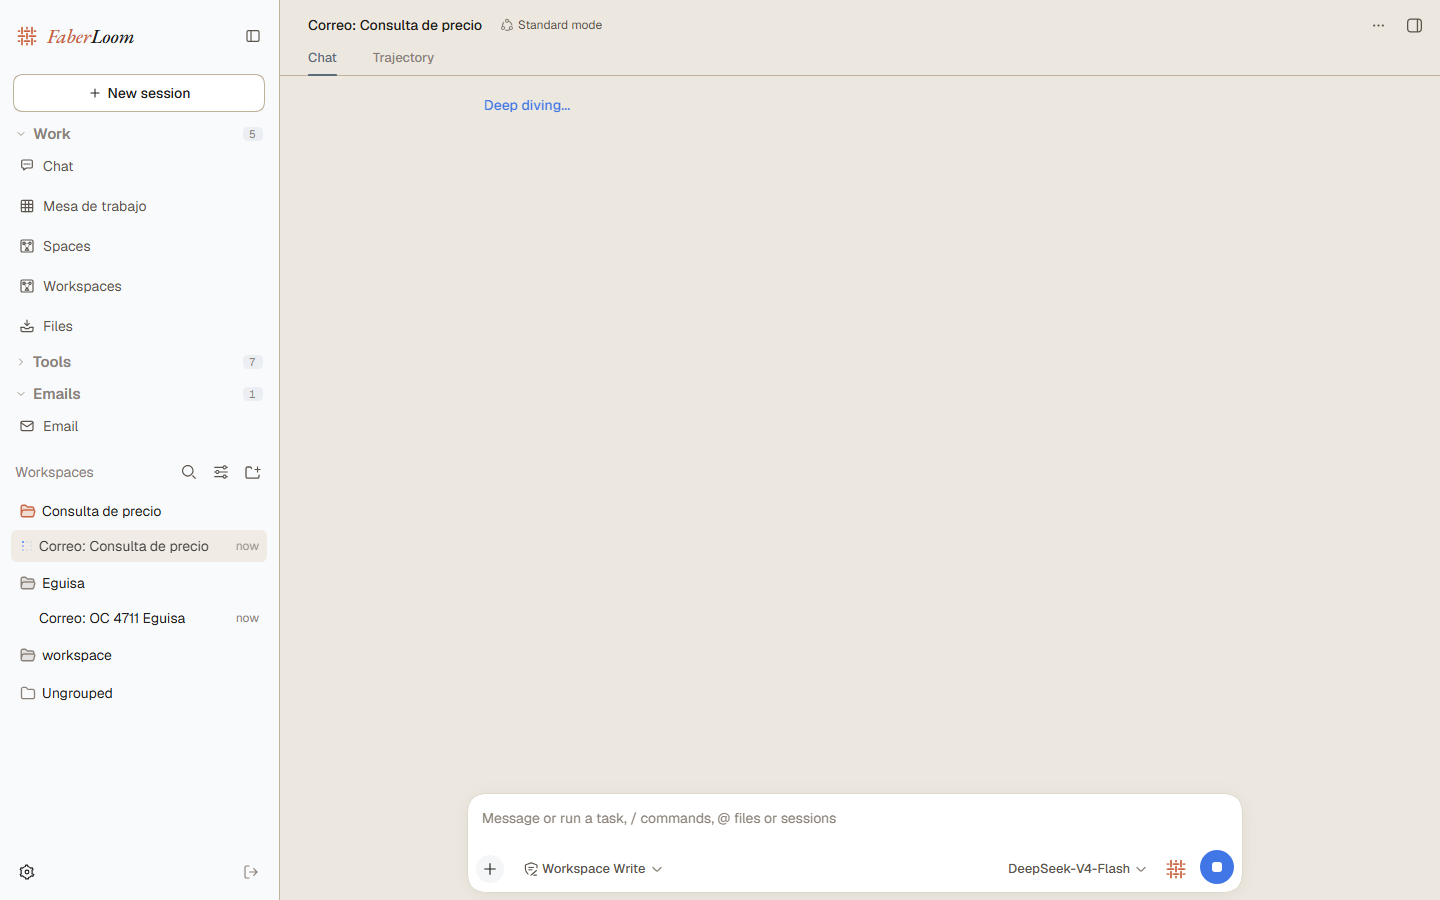 FaberLoom
New session
Work 5
Chat
Mesa de trabajo
Spaces
Workspaces
Files
Tools 7
Emails 1
Email
Workspaces
Consulta de precio
Correo: Consulta de precio now
Eguisa
Correo: OC 4711 Eguisa now
workspace
Ungrouped
Correo: Consulta de precio Standard mode
Chat Trajectory
Deep diving...
Message or run a task, / commands, @ files or sessions
Workspace Write DeepSeek-V4-Flash